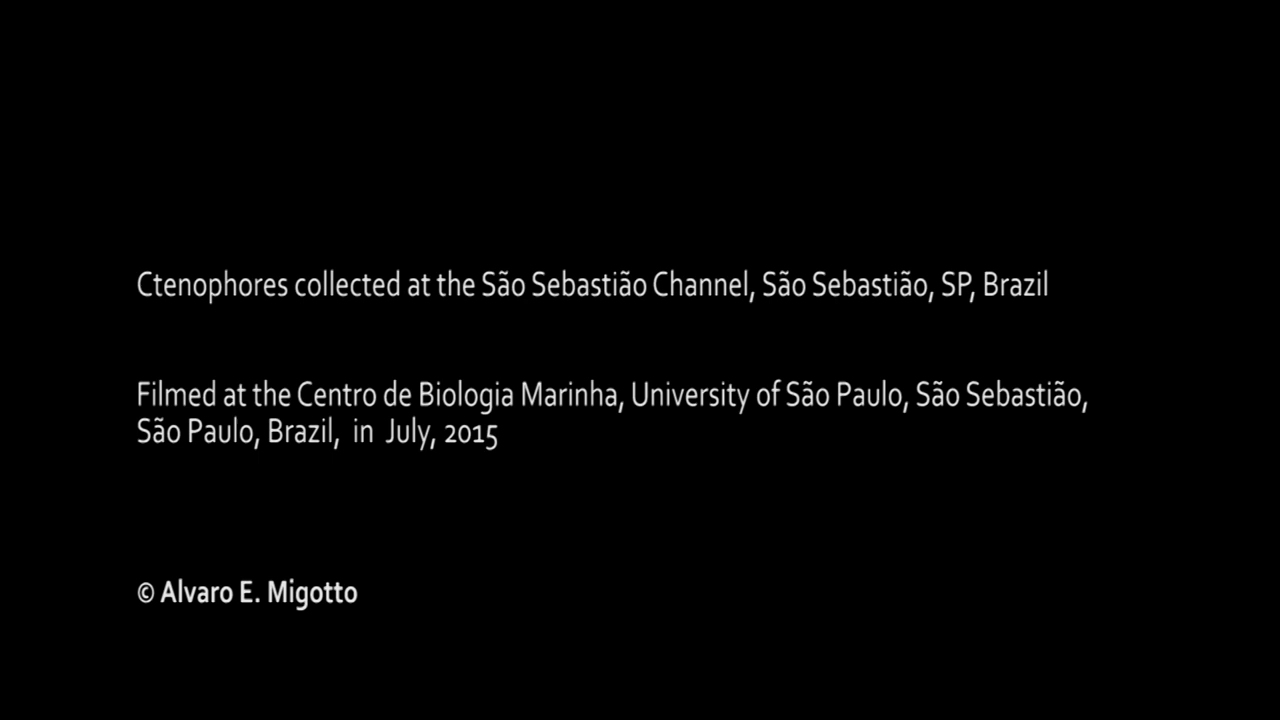 Ctenophores collected at the São Sebastião Channel, São Sebastião, SP, Brazil
Filmed at the Centro de Biologia Marinha, University of São Paulo, São Sebastião,
São Paulo, Brazil, in July, 2015
© Alvaro E. Migotto